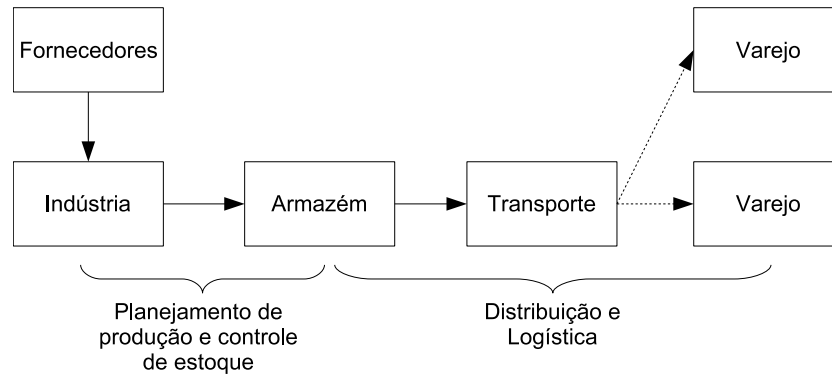 Fornecedores
Varejo
Indústria
Armazém
Transporte
Varejo
Planejamento de
produção e controle
de estoque
Distribuição e
Logística